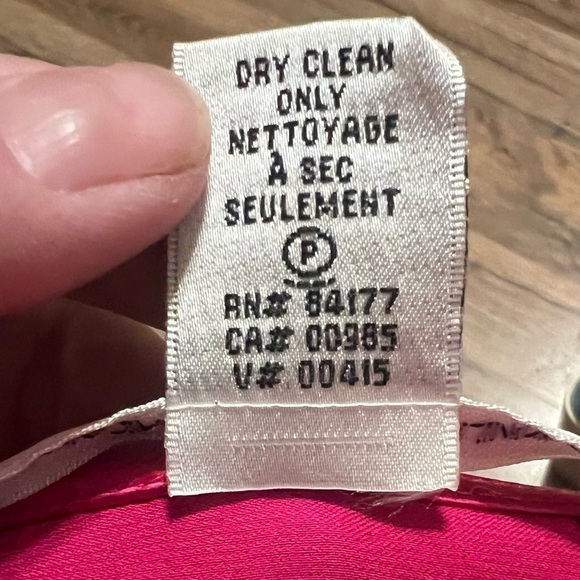 DRY CLEAN
ONLY
NETTOYAGE
À SEC
SEULEMENT
P
RN# 84177
CA# 00985
V# 00415